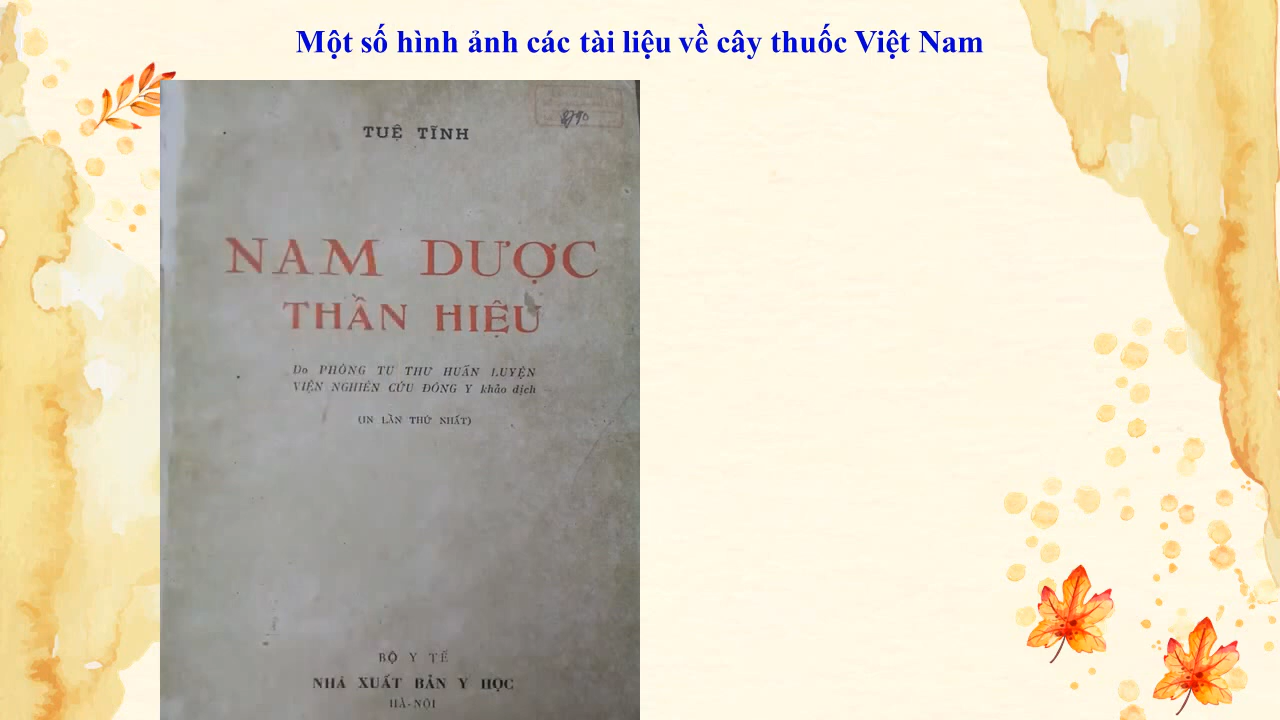 Một số hình ảnh các tài liệu về cây thuốc Việt Nam
TUỆ TĨNH
NAM DƯỢC
THẦN HIỆU
Do PHÒNG TU THƯ HUẤN LUYỆN
VIỆN NGHIÊN CỨU ĐÔNG Y khảo dịch
(IN LẦN THỨ NHẤT)
BỘ Y TẾ
NHÀ XUẤT BẢN Y HỌC
HÀ-NỘI